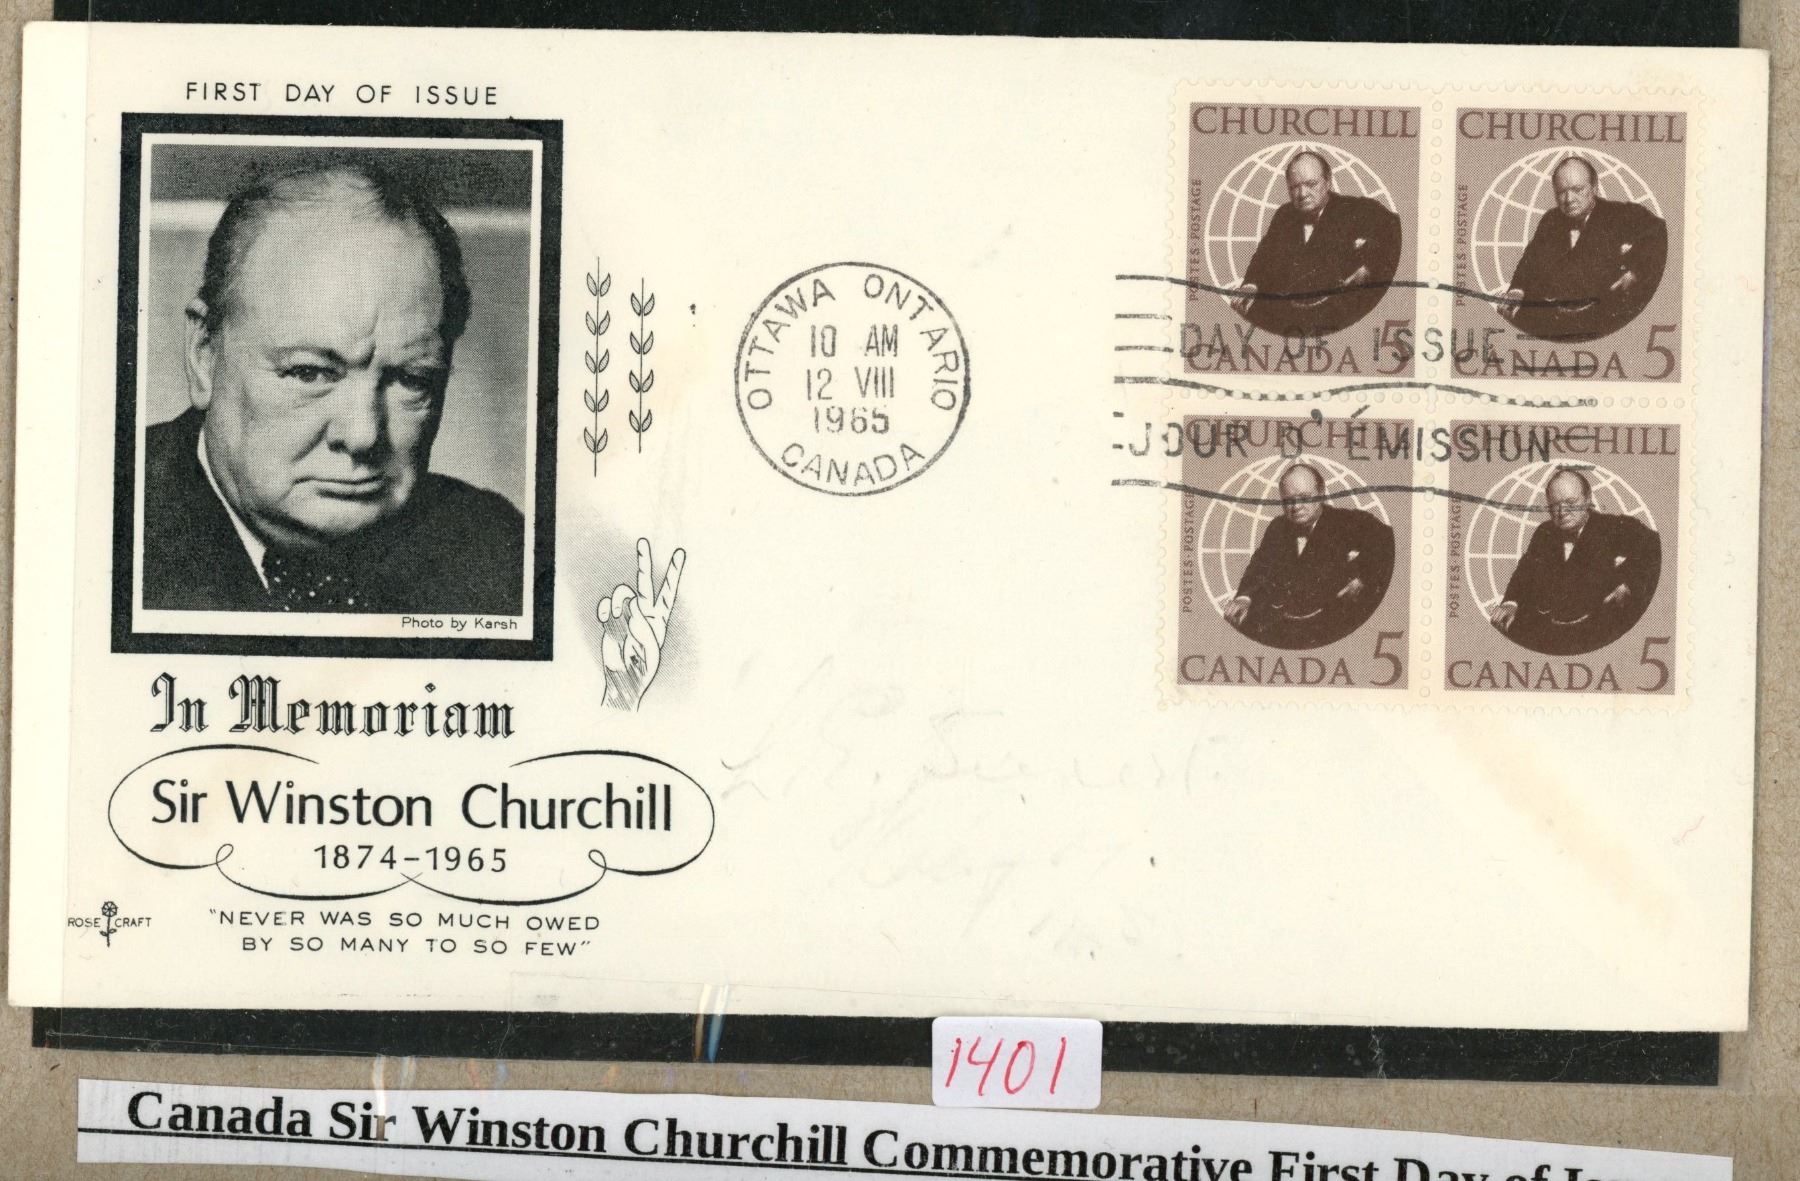 FIRST DAY OF ISSUE
Photo by Karsh
In Memoriam
Sir Winston Churchill
1874-1965
ROSE CRAFT
"NEVER WAS SO MUCH OWED
BY SO MANY TO SO FEW"
OTTAWA ONTARIO
10 AM
12 VIII
1965
CANADA
DAY OF ISSUE
JOUR D'ÉMISSION
CHURCHILL
POSTES·POSTAGE
CANADA 5
CHURCHILL
POSTES·POSTAGE
CANADA 5
CHURCHILL
POSTES·POSTAGE
CANADA 5
CHURCHILL
POSTES·POSTAGE
CANADA 5
1401
Canada Sir Winston Churchill Commemorative First Day of